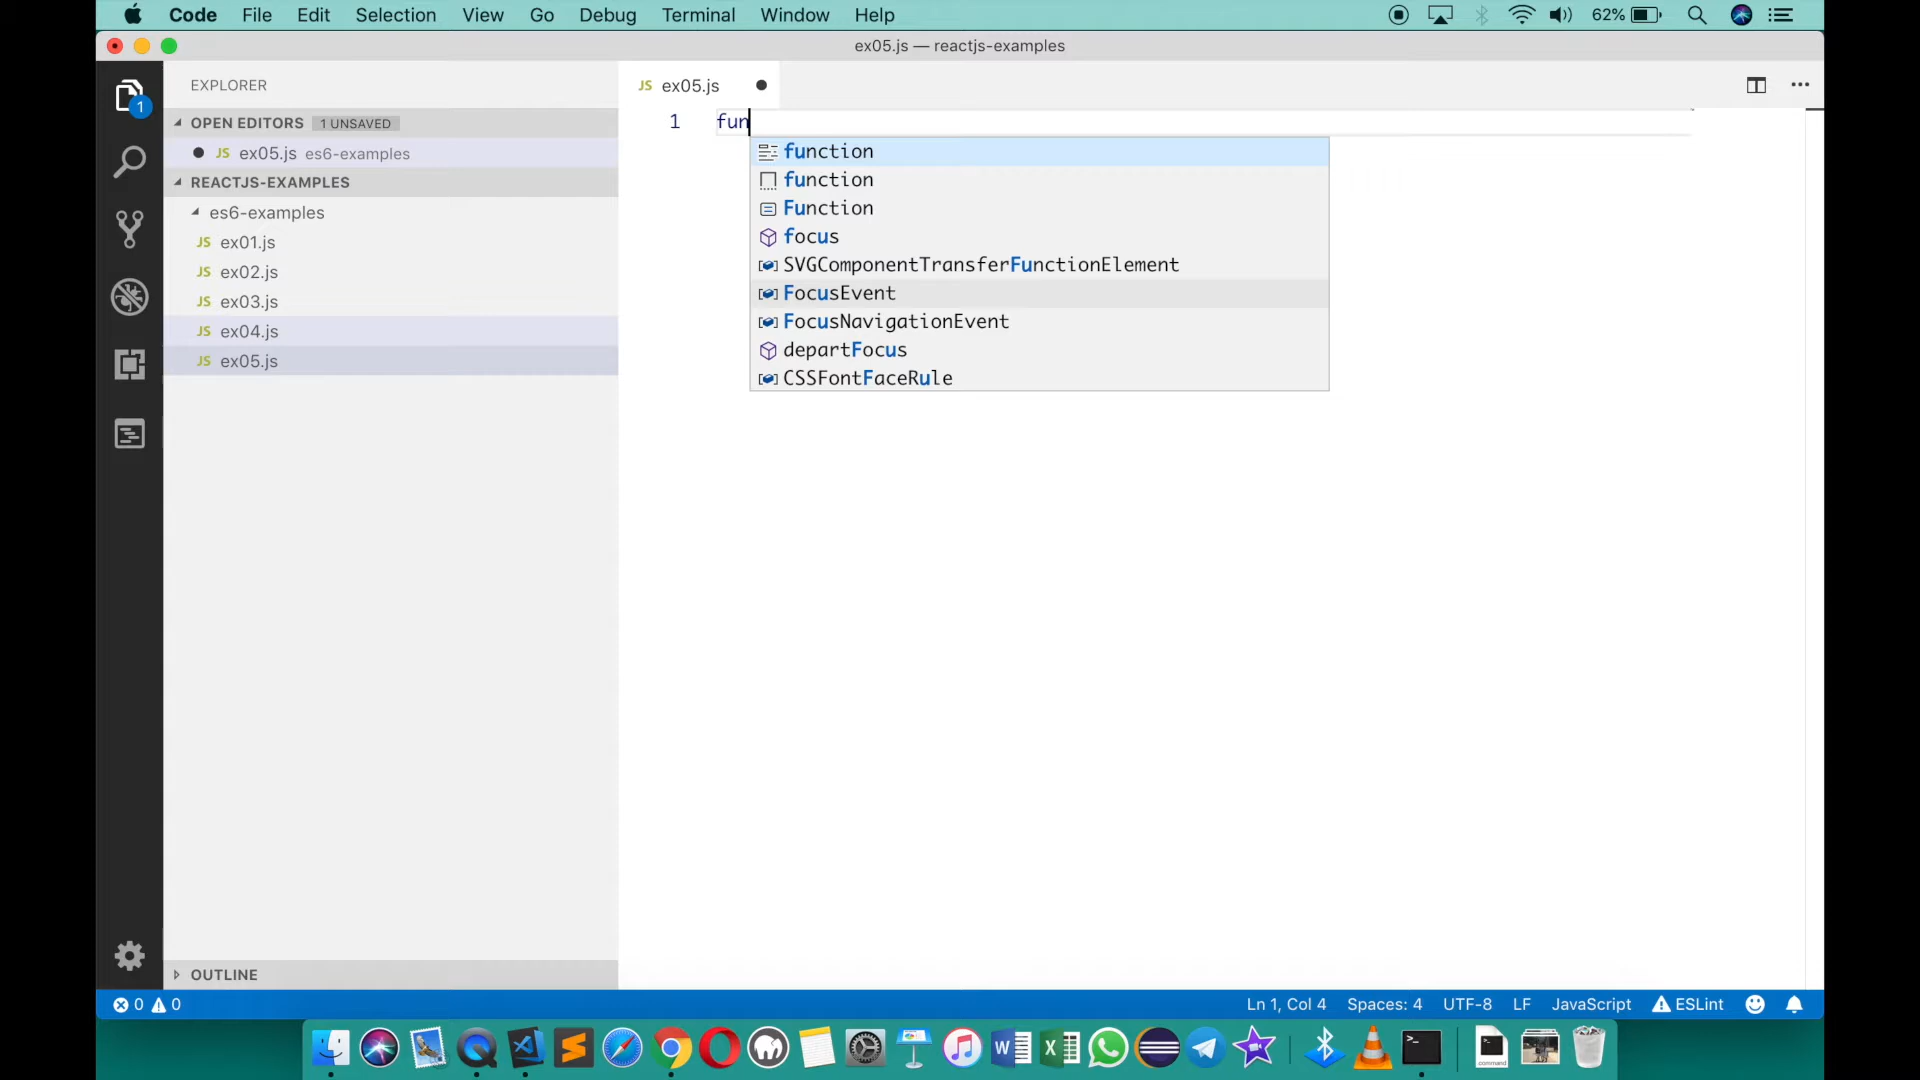 Code File Edit Selection View Go Debug Terminal Window Help 62%
ex05.js — reactjs-examples
EXPLORER
JS ex05.js
OPEN EDITORS 1 UNSAVED
JS ex05.js es6-examples
REACTJS-EXAMPLES
es6-examples
JS ex01.js
JS ex02.js
JS ex03.js
JS ex04.js
JS ex05.js
OUTLINE
1
1 fun
function
function
Function
focus
SVGComponentTransferFunctionElement
FocusEvent
FocusNavigationEvent
departFocus
CSSFontFaceRule
0 0 Ln 1, Col 4 Spaces: 4 UTF-8 LF JavaScript ESLint
W X >_ command